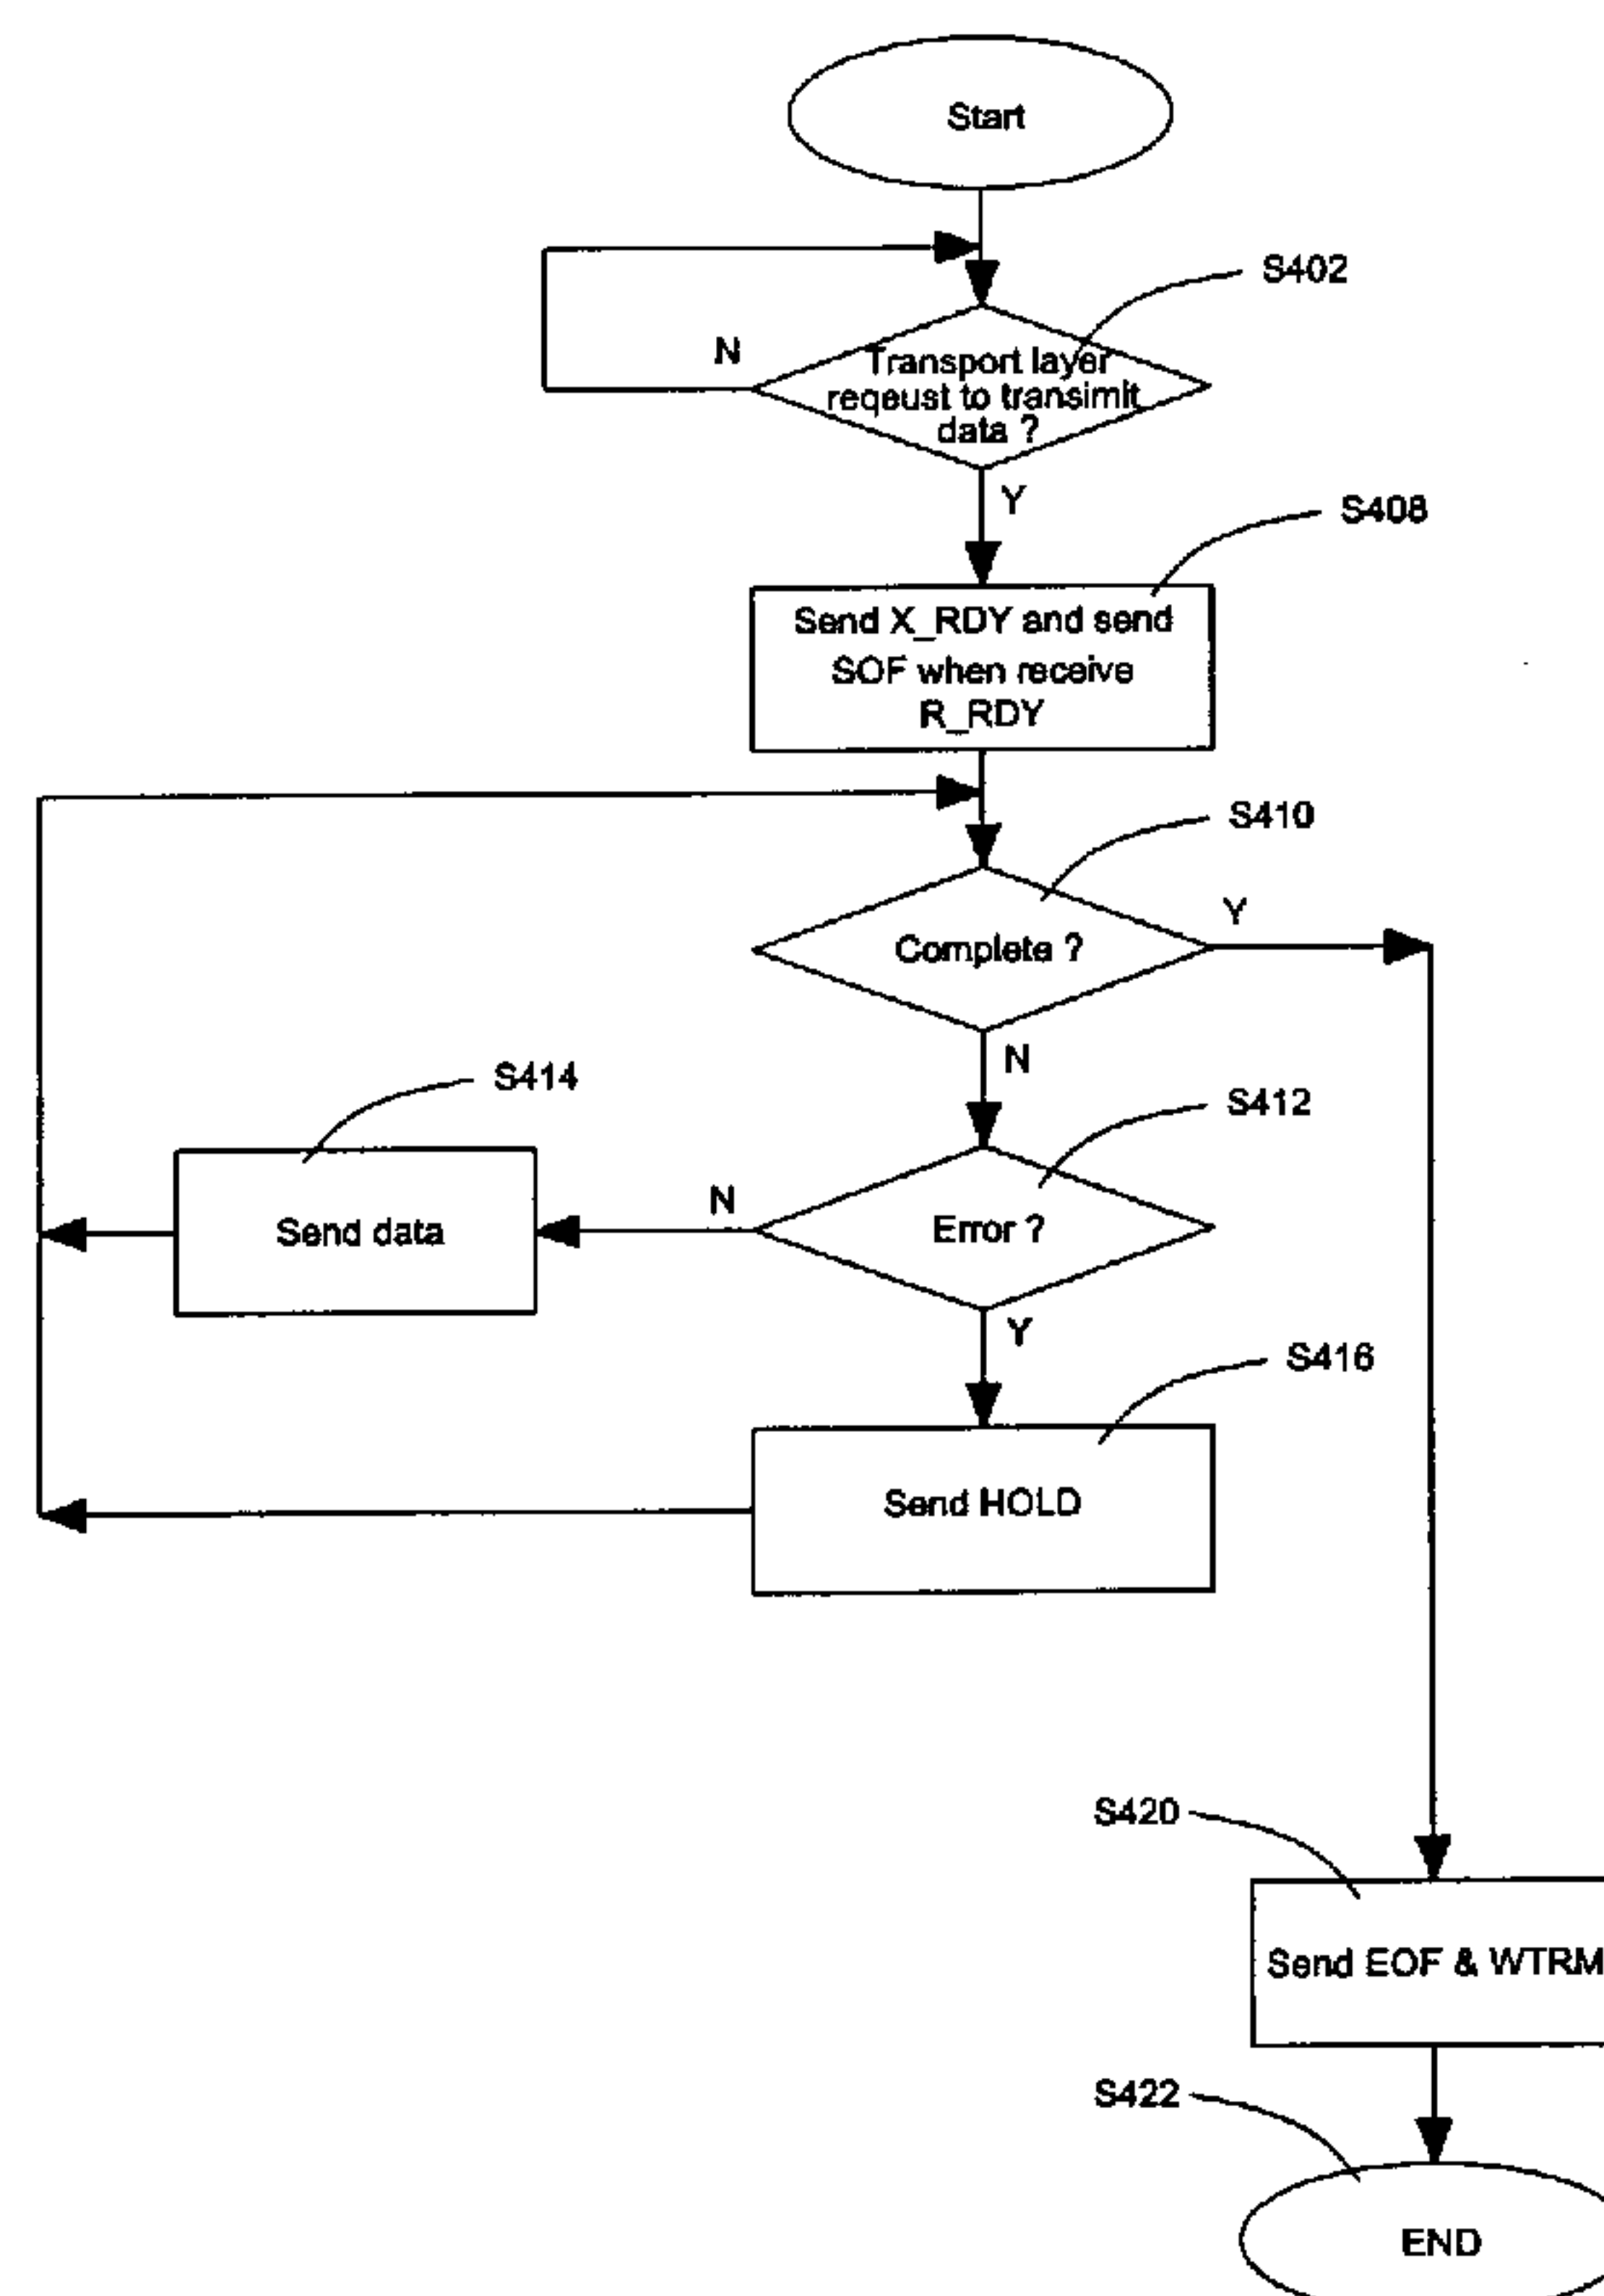 Start
S402
N
Transport layer
reqeust to transimit
data ?
Y
S408
Send X_RDY and send
SOF when receive
R_RDY
S410
Y
Complete ?
N
S414
S412
N
Send data
Error ?
Y
S416
Send HOLD
S420
Send EOF & WTRM
S422
END